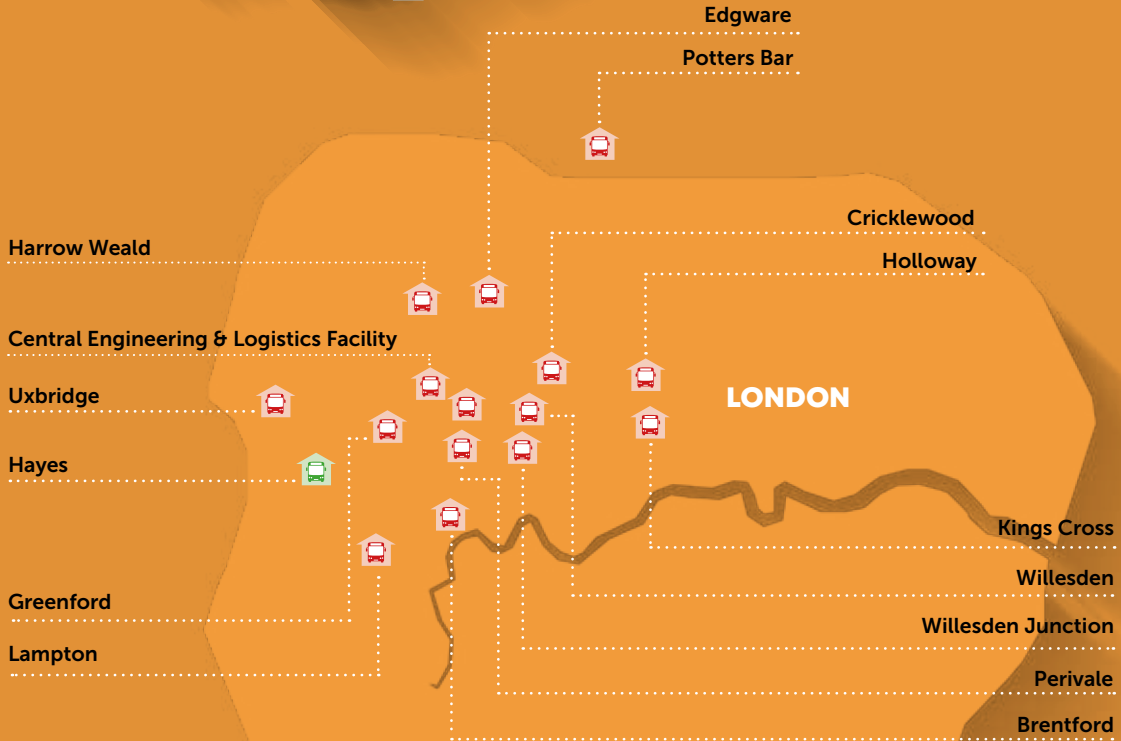 Edgware
Potters Bar
Cricklewood
Harrow Weald
Holloway
Central Engineering & Logistics Facility
Uxbridge
LONDON
Hayes
Kings Cross
Willesden
Greenford
Willesden Junction
Lampton
Perivale
Brentford